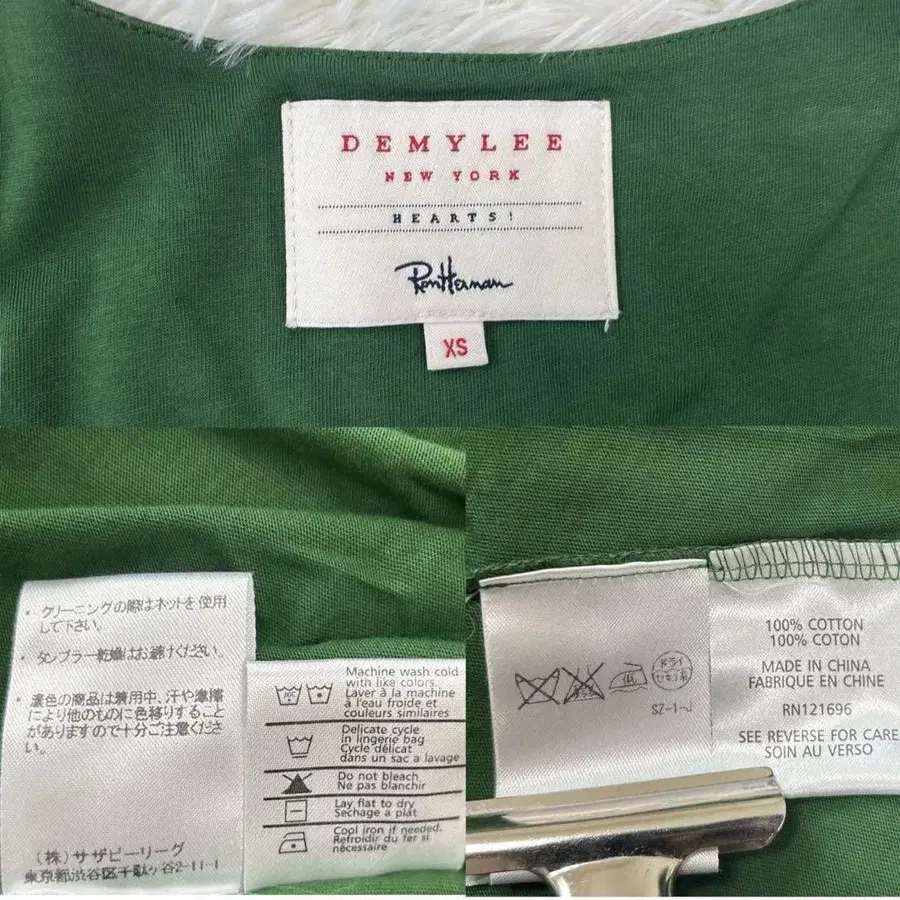 DEMYLEE
NEW YORK
HEARTS!
Ron Herman
XS
・クリーニングの際はネットを使用
して下さい。
・タンブラー乾燥はお避けください。
・濃色の商品は着用中、汗や摩擦
により他のものに色移りすること
がありますので十分ご注意くださ
い。
(株)サザビーリーグ
東京都渋谷区千駄ヶ谷2-11-1
Machine wash cold
with like colors.
Laver à la machine
à l'eau froide et
couleurs similaires
Delicate cycle
in lingerie bag
Cycle délicat
dans un sac a lavage
Do not bleach
Ne pas blanchir
Lay flat to dry
Sechage a plat
Cool iron if needed.
Refroidir du fer si
nécessaire
低
ドライ
セキユ系
SZ-1-J
100% COTTON
100% COTON
MADE IN CHINA
FABRIQUE EN CHINE
RN121696
SEE REVERSE FOR CARE
SOIN AU VERSO